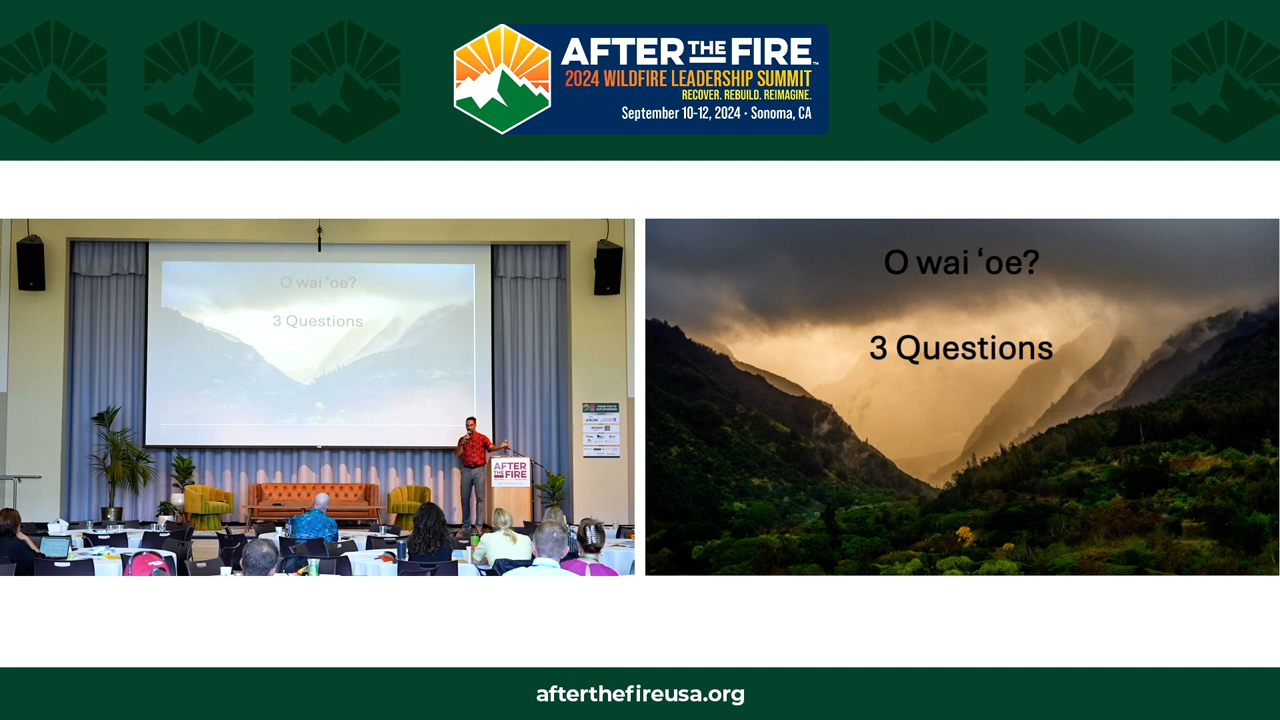 AFTER THE FIRE™
2024 WILDFIRE LEADERSHIP SUMMIT
RECOVER. REBUILD. REIMAGINE.
September 10-12, 2024 • Sonoma, CA
O wai ʻoe?
3 Questions
AFTER
THE FIRE
O wai ʻoe?
3 Questions
afterthefireusa.org